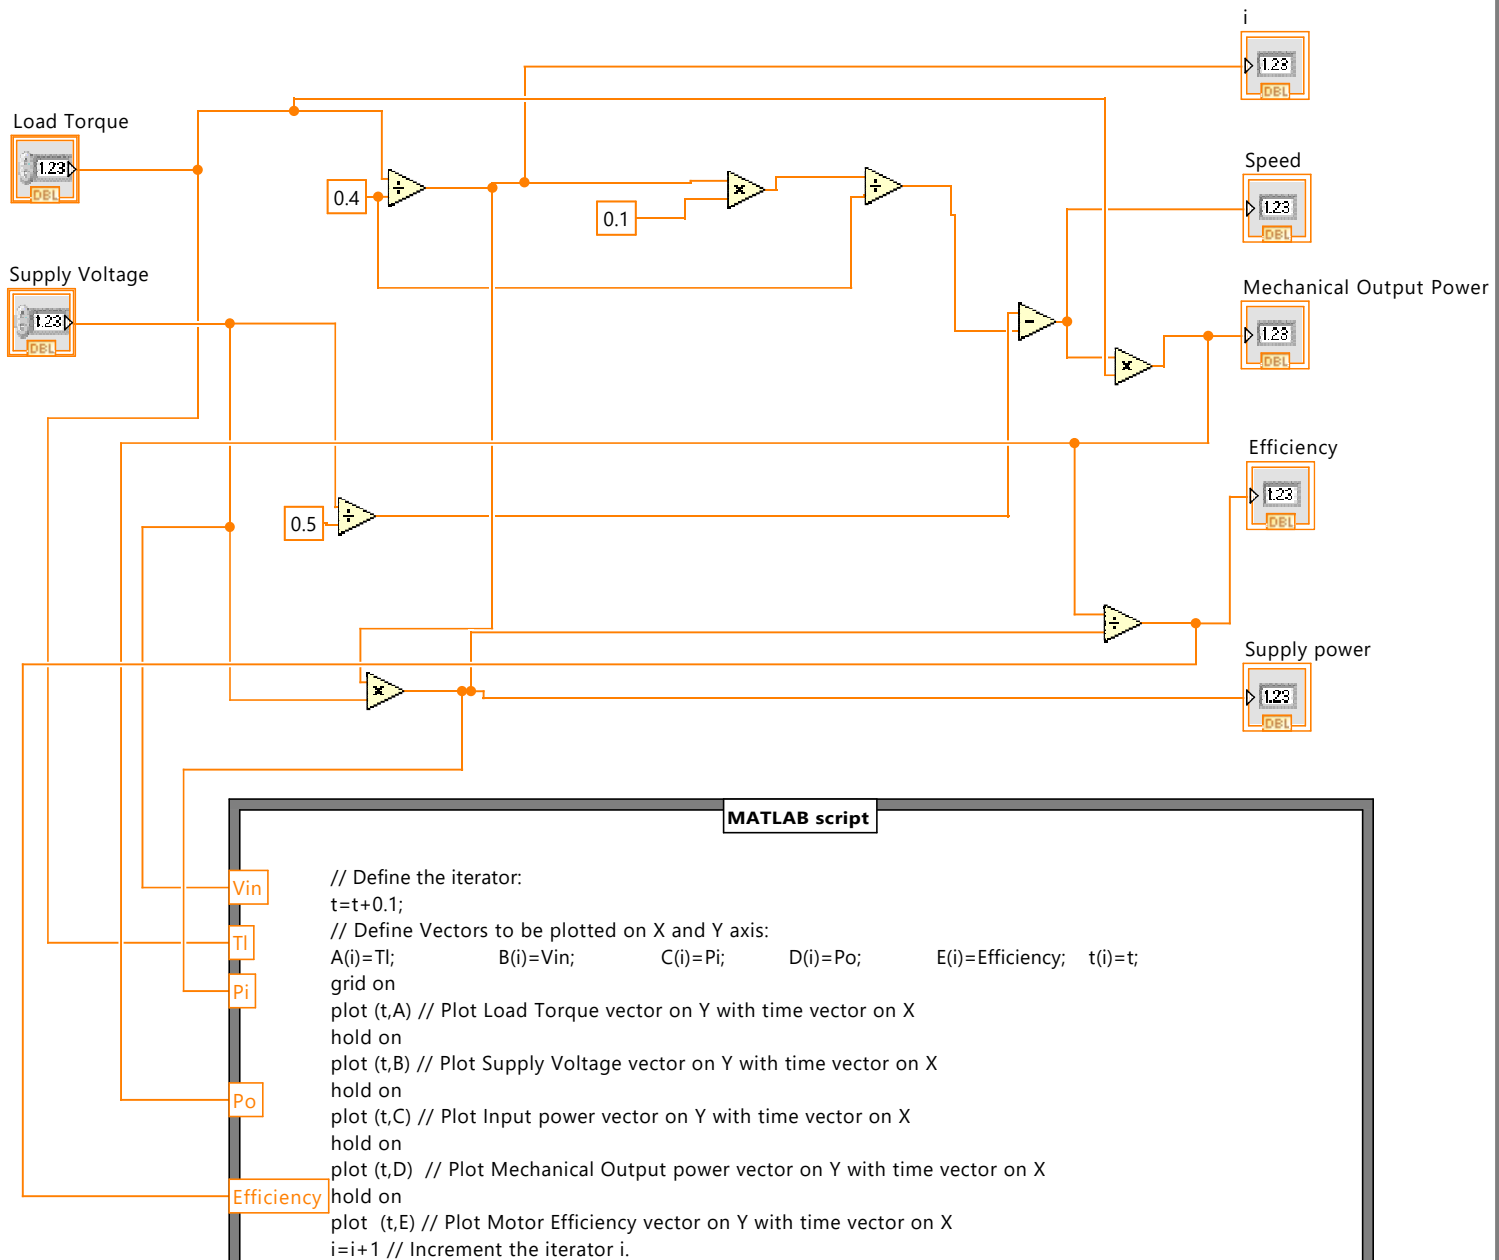 i
1.23
DBL
Load Torque
1.23
DBL
Speed
1.23
DBL
÷
0.4
x
÷
0.1
Supply Voltage
1.23
DBL
Mechanical Output Power
1.23
DBL
-
x
Efficiency
1.23
DBL
0.5
÷
÷
Supply power
1.23
DBL
x
MATLAB script
Vin
Tl
Pi
Po
Efficiency
// Define the iterator:
t=t+0.1;
// Define Vectors to be plotted on X and Y axis:
A(i)=Tl; B(i)=Vin; C(i)=Pi; D(i)=Po; E(i)=Efficiency; t(i)=t;
grid on
plot (t,A) // Plot Load Torque vector on Y with time vector on X
hold on
plot (t,B) // Plot Supply Voltage vector on Y with time vector on X
hold on
plot (t,C) // Plot Input power vector on Y with time vector on X
hold on
plot (t,D) // Plot Mechanical Output power vector on Y with time vector on X
hold on
plot (t,E) // Plot Motor Efficiency vector on Y with time vector on X
i=i+1 // Increment the iterator i.